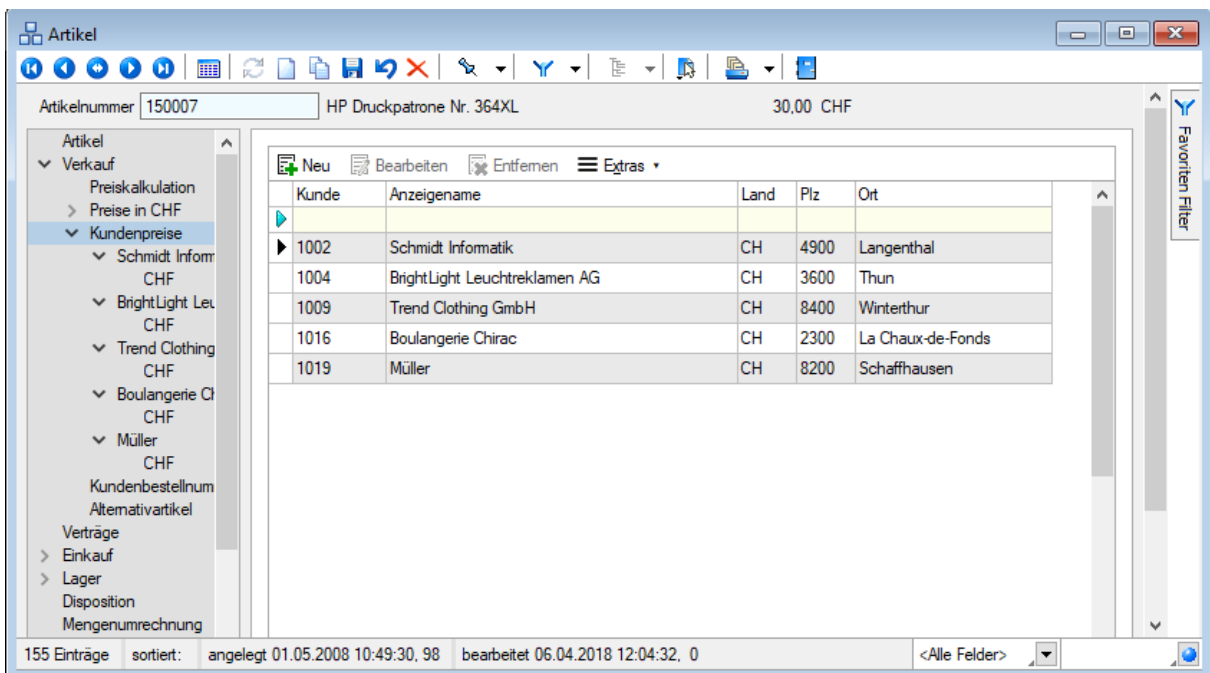 Artikel
Artikelnummer 150007 HP Druckpatrone Nr. 364XL 30,00 CHF
Favoriten Filter
Artikel
Verkauf
Preiskalkulation
Preise in CHF
Kundenpreise
Schmidt Inform
CHF
BrightLight Leu
CHF
Trend Clothing
CHF
Boulangerie Ch
CHF
Müller
CHF
Kundenbestellnum
Alternativartikel
Verträge
Einkauf
Lager
Disposition
Mengenumrechnung
Neu Bearbeiten Entfernen Extras
Kunde Anzeigename Land Plz Ort
1002 Schmidt Informatik CH 4900 Langenthal
1004 BrightLight Leuchtreklamen AG CH 3600 Thun
1009 Trend Clothing GmbH CH 8400 Winterthur
1016 Boulangerie Chirac CH 2300 La Chaux-de-Fonds
1019 Müller CH 8200 Schaffhausen
155 Einträge sortiert: angelegt 01.05.2008 10:49:30, 98 bearbeitet 06.04.2018 12:04:32, 0 <Alle Felder>